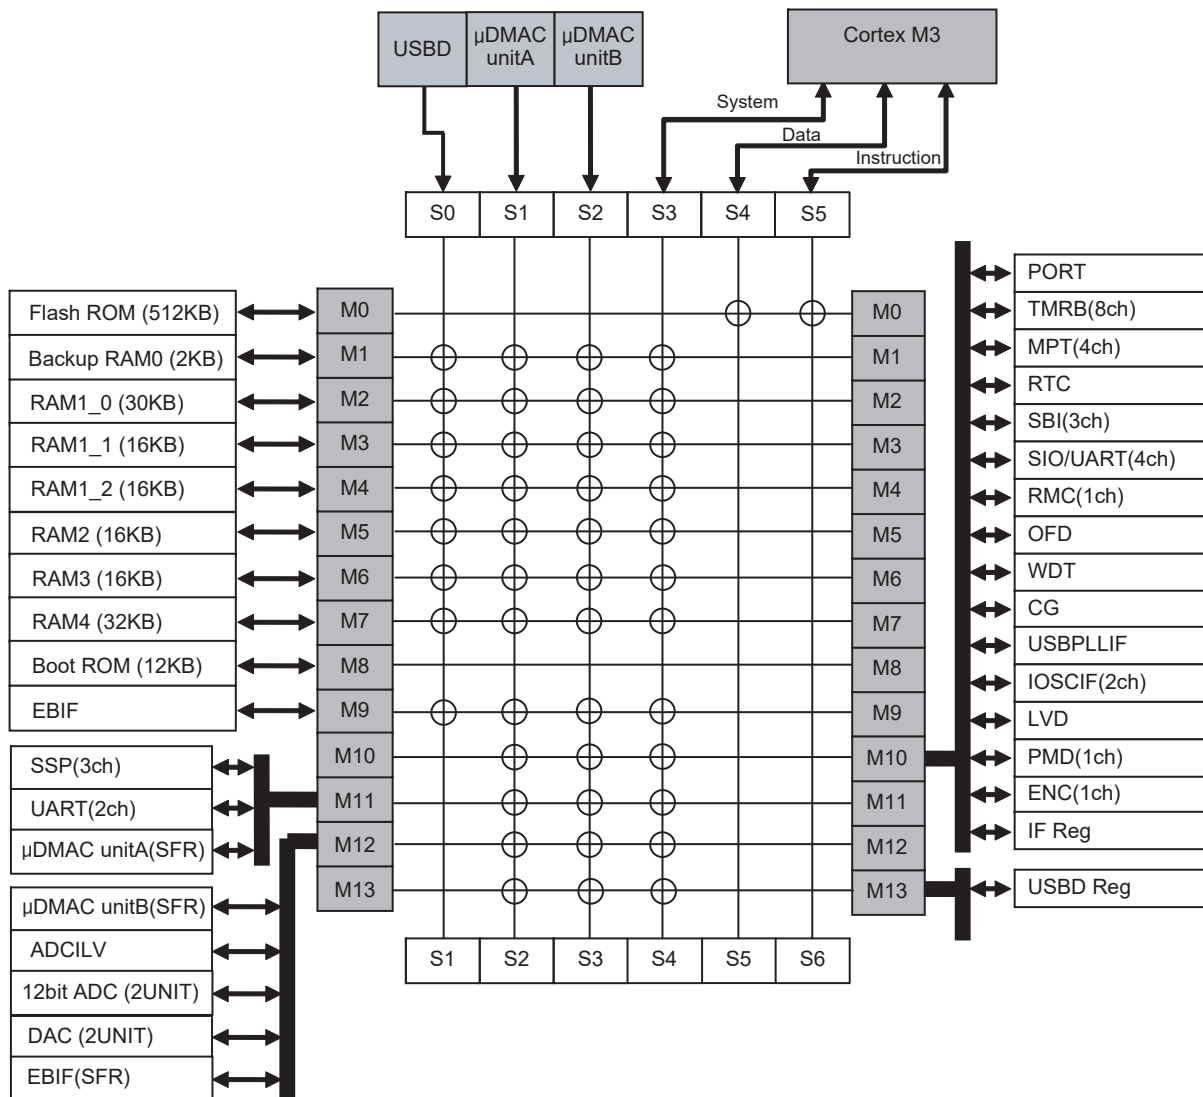 USBD
µDMAC
unitA
µDMAC
unitB
Cortex M3
System
Data
Instruction
S0 S1 S2 S3 S4 S5
Flash ROM (512KB)
Backup RAM0 (2KB)
RAM1_0 (30KB)
RAM1_1 (16KB)
RAM1_2 (16KB)
RAM2 (16KB)
RAM3 (16KB)
RAM4 (32KB)
Boot ROM (12KB)
EBIF
SSP(3ch)
UART(2ch)
µDMAC unitA(SFR)
µDMAC unitB(SFR)
ADCILV
12bit ADC (2UNIT)
DAC (2UNIT)
EBIF(SFR)
M0
M1
M2
M3
M4
M5
M6
M7
M8
M9
M10
M11
M12
M13
M0
M1
M2
M3
M4
M5
M6
M7
M8
M9
M10
M11
M12
M13
PORT
TMRB(8ch)
MPT(4ch)
RTC
SBI(3ch)
SIO/UART(4ch)
RMC(1ch)
OFD
WDT
CG
USBPLLIF
IOSCIF(2ch)
LVD
PMD(1ch)
ENC(1ch)
IF Reg
USBD Reg
S1 S2 S3 S4 S5 S6